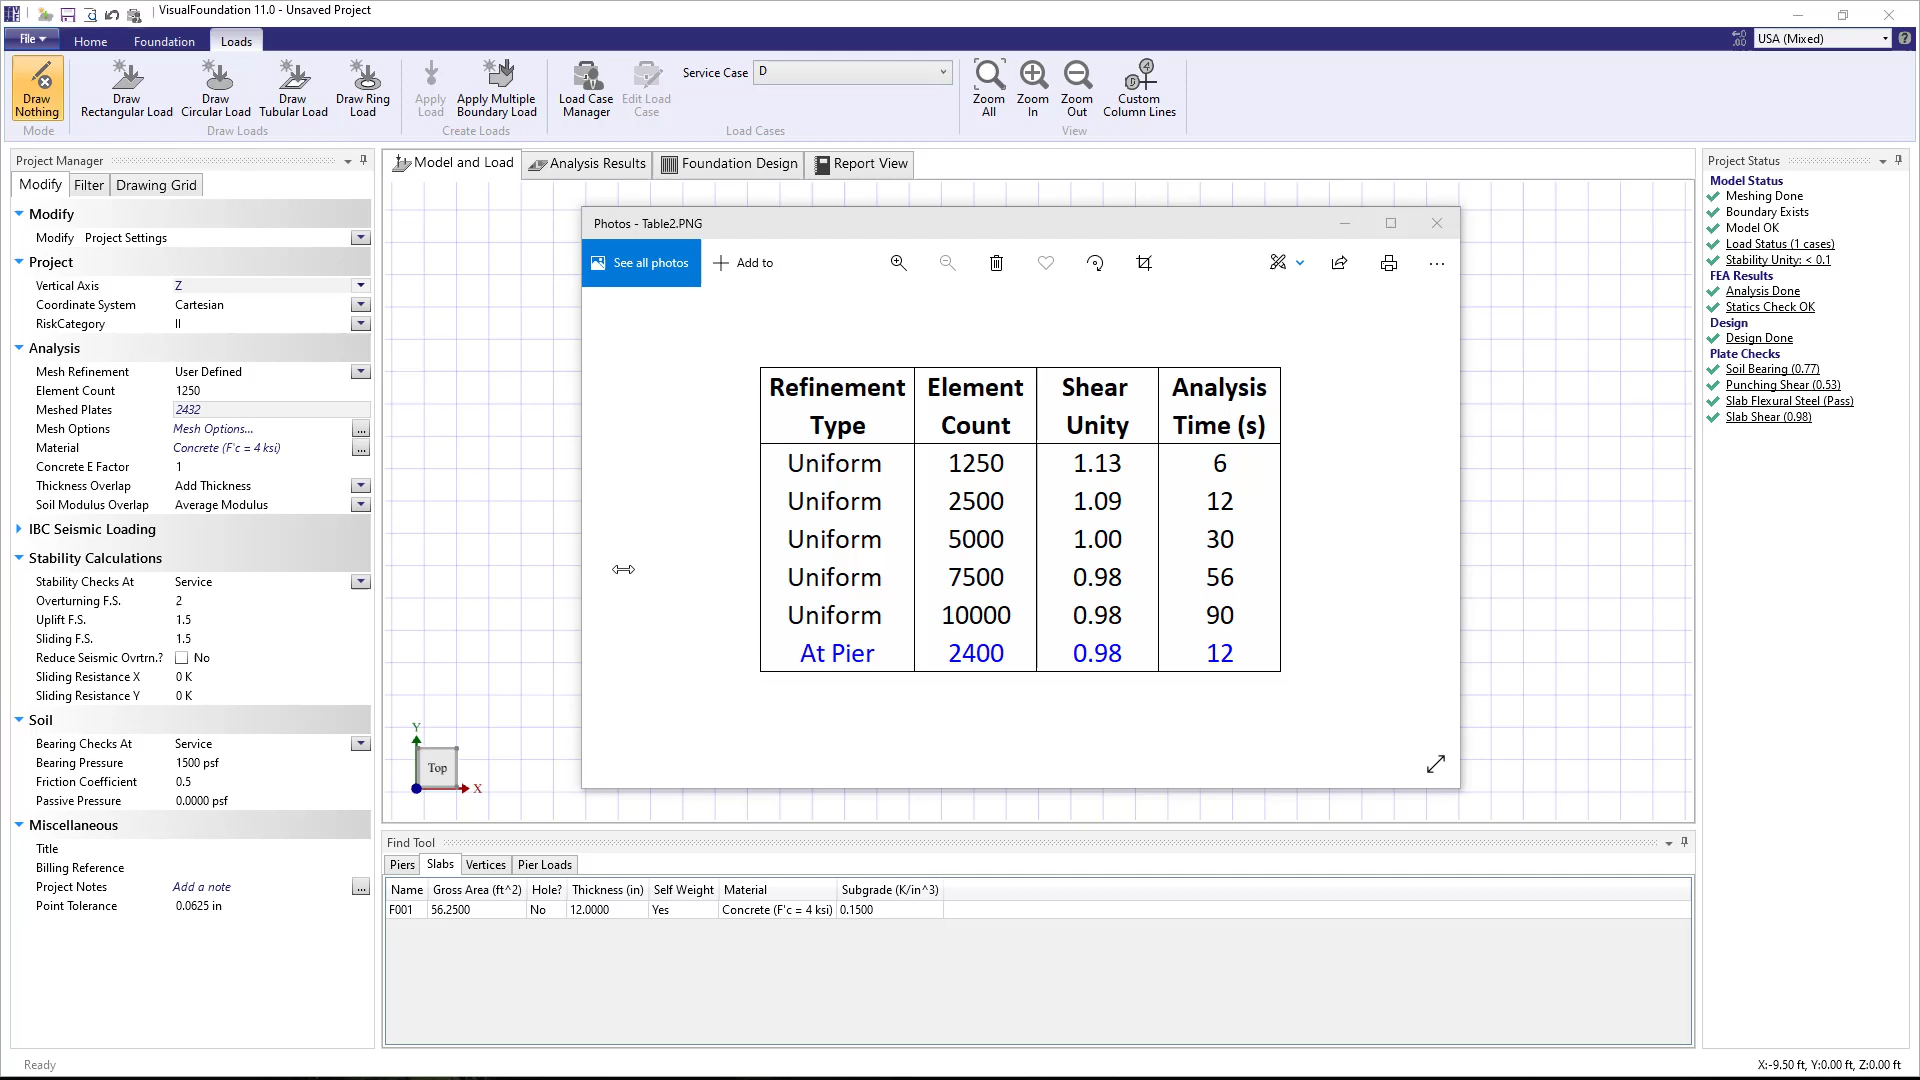 VisualFoundation 11.0 - Unsaved Project
File Home Foundation Loads
USA (Mixed)
Draw Nothing
Mode
Draw Rectangular Load
Draw Circular Load
Draw Tubular Load
Draw Ring Load
Draw Loads
Apply Load
Apply Multiple Boundary Load
Create Loads
Load Case Manager
Edit Load Case
Service Case D
Load Cases
Zoom All
Zoom In
Zoom Out
Custom Column Lines
View
Project Manager
Modify Filter Drawing Grid
Modify
Modify Project Settings
Project
Vertical Axis Z
Coordinate System Cartesian
RiskCategory II
Analysis
Mesh Refinement User Defined
Element Count 1250
Meshed Plates 2432
Mesh Options Mesh Options... ...
Material Concrete (F'c = 4 ksi) ...
Concrete E Factor 1
Thickness Overlap Add Thickness
Soil Modulus Overlap Average Modulus
IBC Seismic Loading
Stability Calculations
Stability Checks At Service
Overturning F.S. 2
Uplift F.S. 1.5
Sliding F.S. 1.5
Reduce Seismic Ovrtrn.? No
Sliding Resistance X 0 K
Sliding Resistance Y 0 K
Soil
Bearing Checks At Service
Bearing Pressure 1500 psf
Friction Coefficient 0.5
Passive Pressure 0.0000 psf
Miscellaneous
Title
Billing Reference
Project Notes Add a note ...
Point Tolerance 0.0625 in
Model and Load Analysis Results Foundation Design Report View
Photos - Table2.PNG
See all photos Add to
Refinement Type Element Count Shear Unity Analysis Time (s)
Uniform 1250 1.13 6
Uniform 2500 1.09 12
Uniform 5000 1.00 30
Uniform 7500 0.98 56
Uniform 10000 0.98 90
At Pier 2400 0.98 12
Y
Top
X
Find Tool
Piers Slabs Vertices Pier Loads
Name Gross Area (ft^2) Hole? Thickness (in) Self Weight Material Subgrade (K/in^3)
F001 56.2500 No 12.0000 Yes Concrete (F'c = 4 ksi) 0.1500
Project Status
Model Status
Meshing Done
Boundary Exists
Model OK
Load Status (1 cases)
Stability Unity: < 0.1
FEA Results
Analysis Done
Statics Check OK
Design
Design Done
Plate Checks
Soil Bearing (0.77)
Punching Shear (0.53)
Slab Flexural Steel (Pass)
Slab Shear (0.98)
Ready
X:-9.50 ft, Y:0.00 ft, Z:0.00 ft